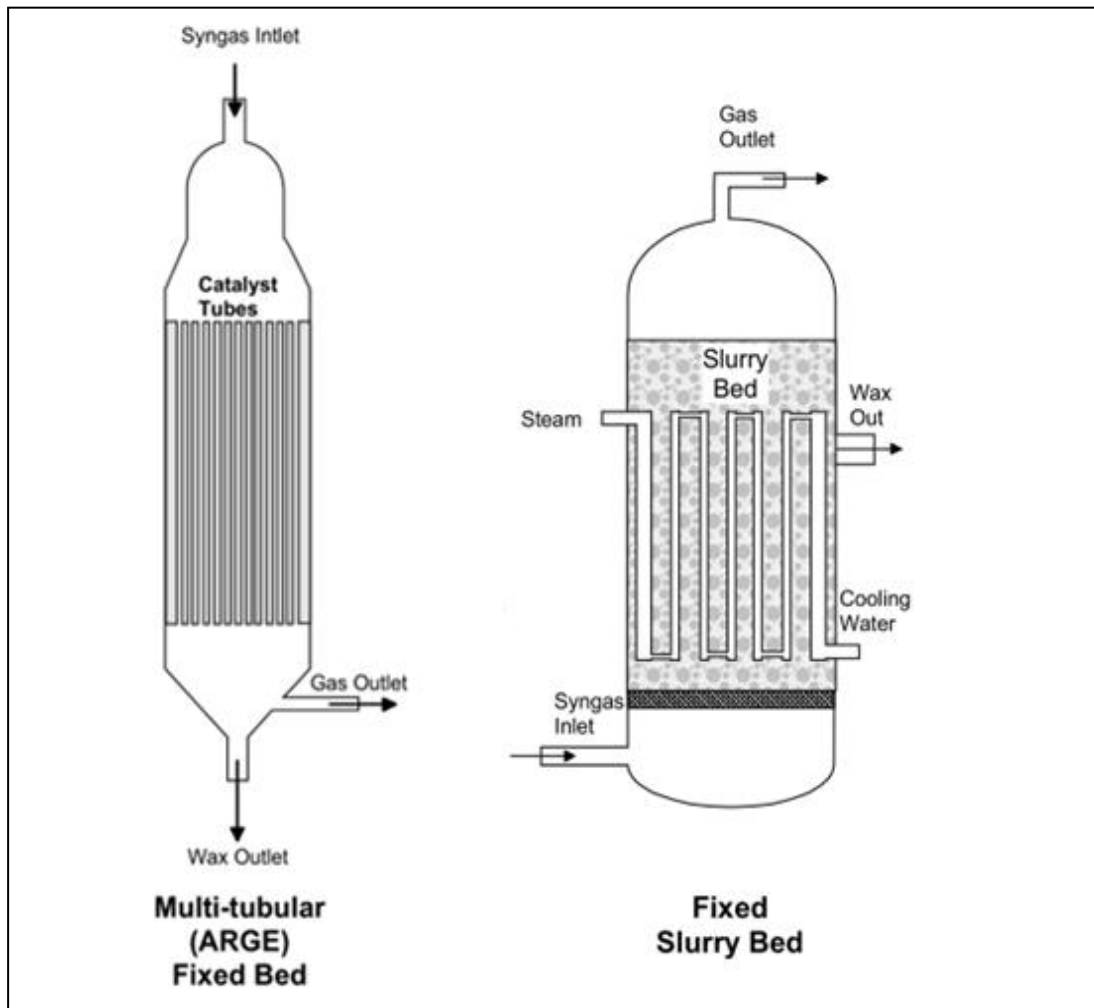 Syngas Intlet
Catalyst
Tubes
Gas Outlet
Wax Outlet
Multi-tubular
(ARGE)
Fixed Bed
Gas
Outlet
Slurry
Bed
Steam
Wax
Out
Cooling
Water
Syngas
Inlet
Fixed
Slurry Bed